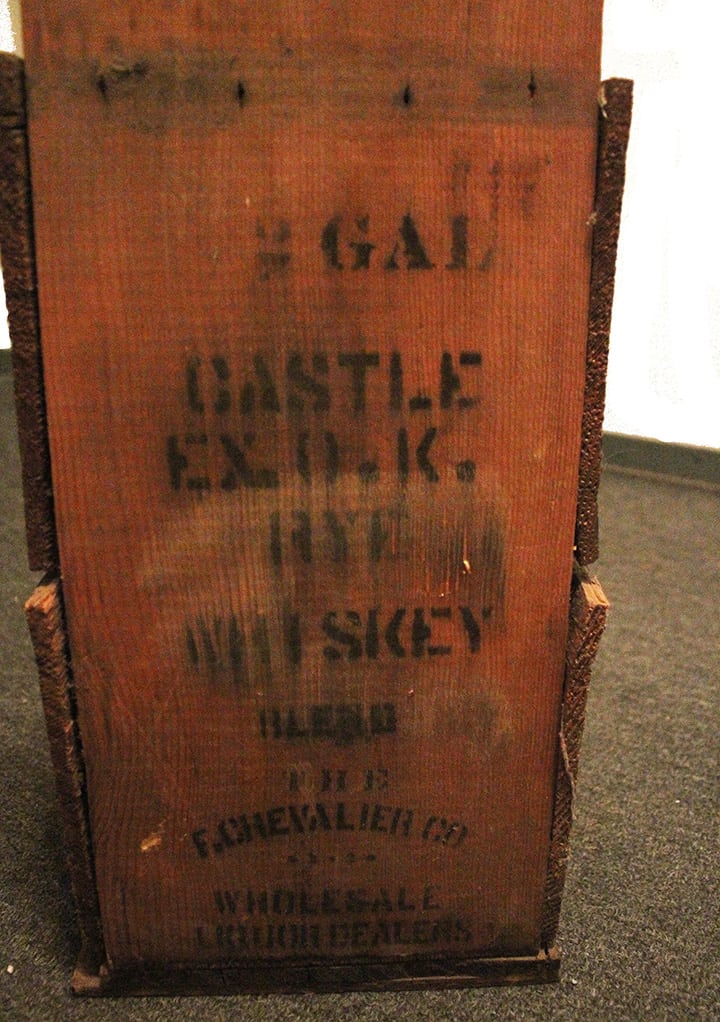 GAL
CASTLE
EX.O.K.
RYE
WHISKEY
BLEND
THE
F.CHEVALIER CO
WHOLESALE
LIQUOR DEALERS